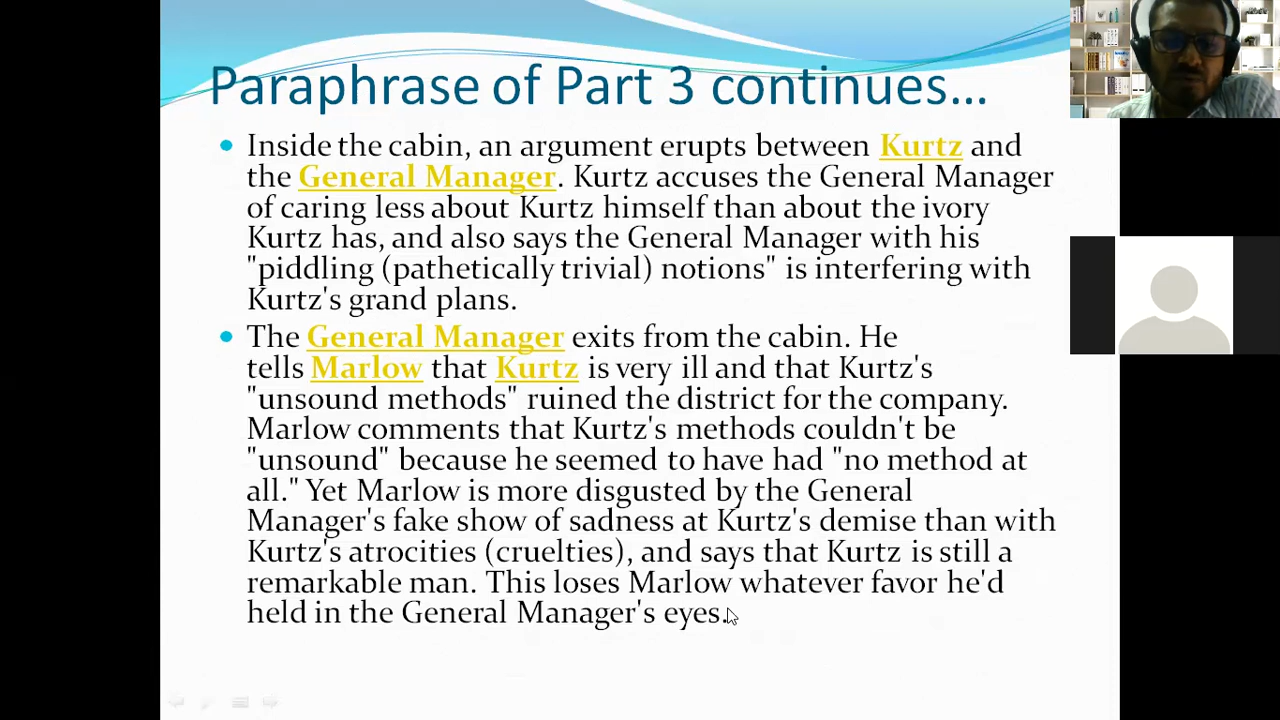 Paraphrase of Part 3 continues...
• Inside the cabin, an argument erupts between Kurtz and
the General Manager. Kurtz accuses the General Manager
of caring less about Kurtz himself than about the ivory
Kurtz has, and also says the General Manager with his
"piddling (pathetically trivial) notions" is interfering with
Kurtz's grand plans.
• The General Manager exits from the cabin. He
tells Marlow that Kurtz is very ill and that Kurtz's
"unsound methods" ruined the district for the company.
Marlow comments that Kurtz's methods couldn't be
"unsound" because he seemed to have had "no method at
all." Yet Marlow is more disgusted by the General
Manager's fake show of sadness at Kurtz's demise than with
Kurtz's atrocities (cruelties), and says that Kurtz is still a
remarkable man. This loses Marlow whatever favor he'd
held in the General Manager's eyes.